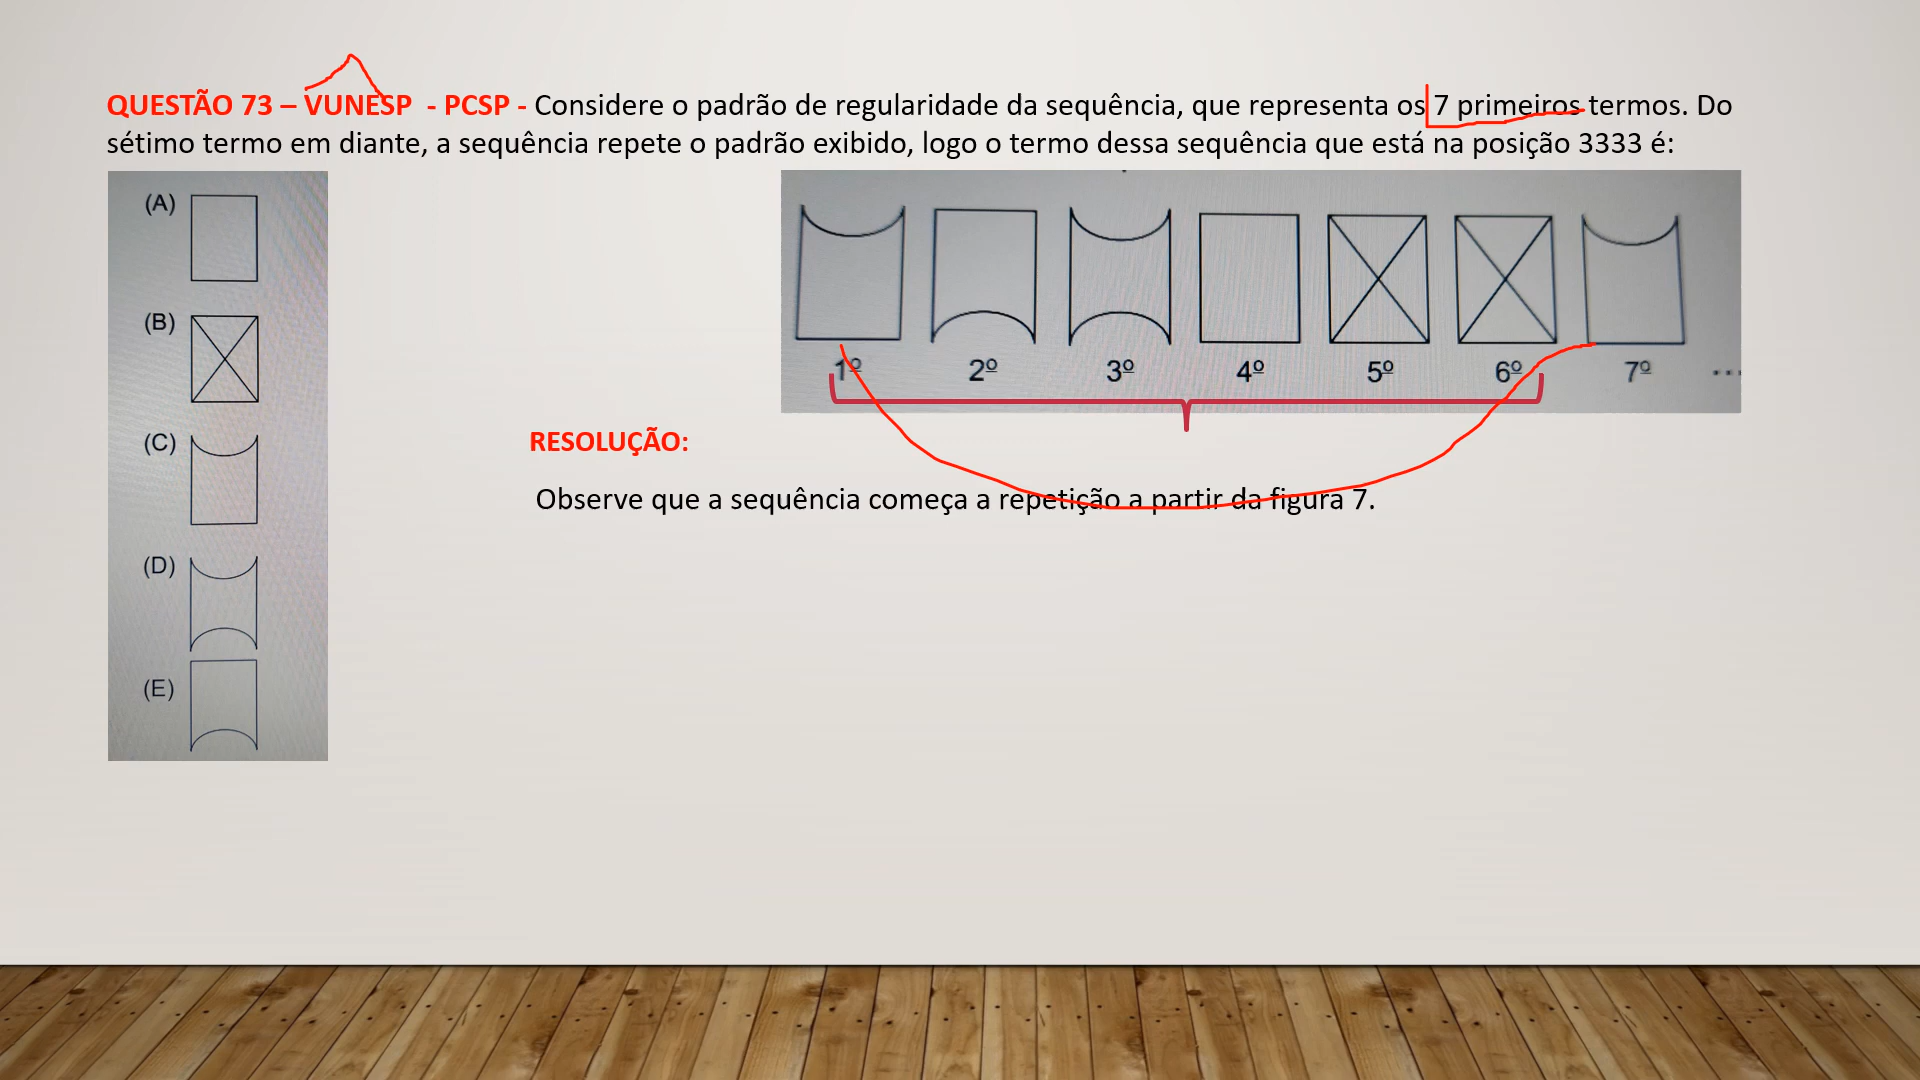 QUESTÃO 73 – VUNESP - PCSP - Considere o padrão de regularidade da sequência, que representa os 7 primeiros termos. Do
sétimo termo em diante, a sequência repete o padrão exibido, logo o termo dessa sequência que está na posição 3333 é:
(A)
(B)
(C)
(D)
(E)
1º 2º 3º 4º 5º 6º 7º ...
RESOLUÇÃO:
Observe que a sequência começa a repetição a partir da figura 7.